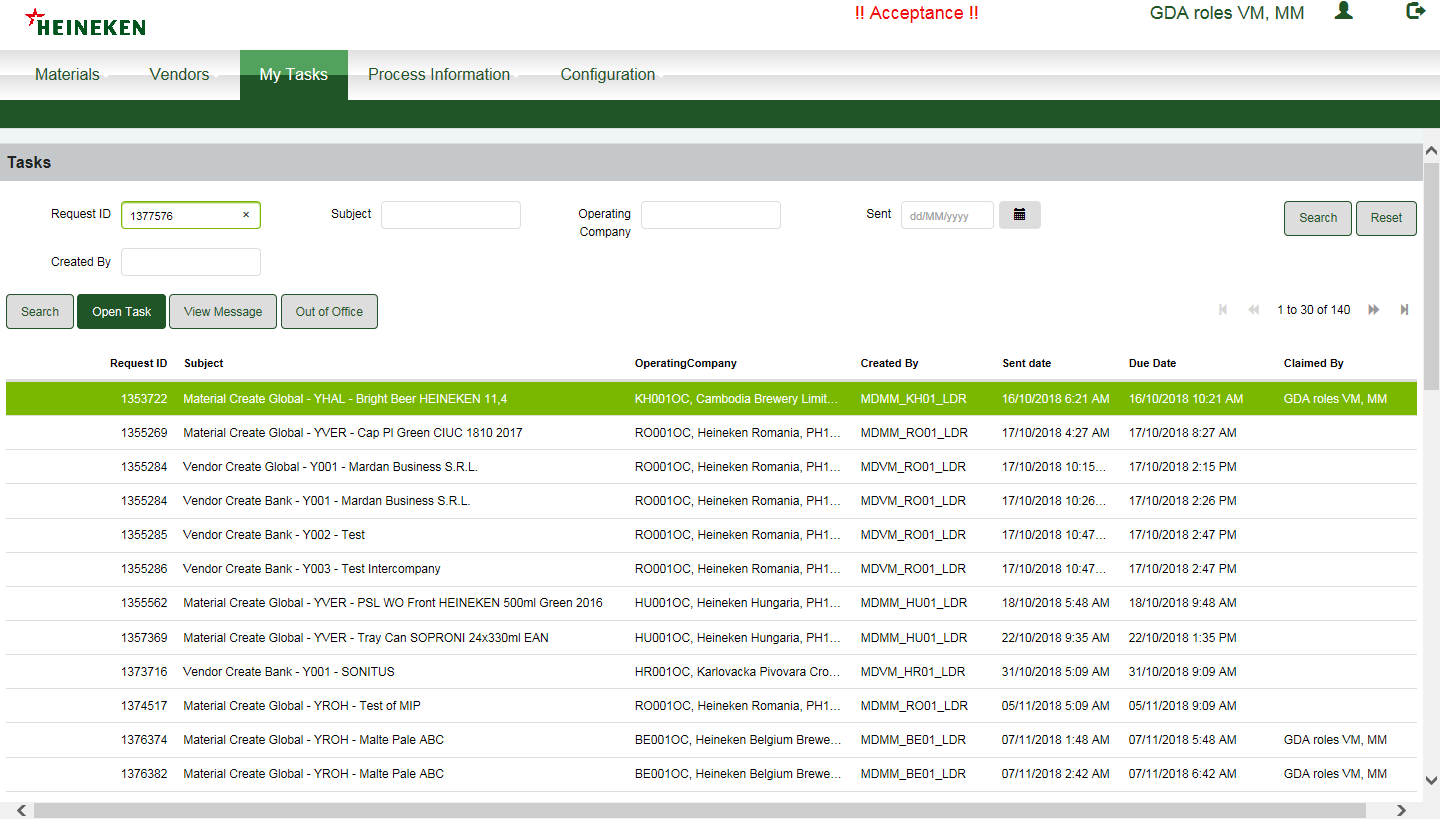 HEINEKEN
!! Acceptance !!
GDA roles VM, MM
Materials Vendors My Tasks Process Information Configuration
Tasks
Request ID 1377576 × Subject Operating Company Sent dd/MM/yyyy Search Reset
Created By
Search Open Task View Message Out of Office 1 to 30 of 140
Request ID Subject OperatingCompany Created By Sent date Due Date Claimed By
1353722 Material Create Global - YHAL - Bright Beer HEINEKEN 11,4 KH001OC, Cambodia Brewery Limit... MDMM_KH01_LDR 16/10/2018 6:21 AM 16/10/2018 10:21 AM GDA roles VM, MM
1355269 Material Create Global - YVER - Cap Pl Green CIUC 1810 2017 RO001OC, Heineken Romania, PH1... MDMM_RO01_LDR 17/10/2018 4:27 AM 17/10/2018 8:27 AM
1355284 Vendor Create Global - Y001 - Mardan Business S.R.L. RO001OC, Heineken Romania, PH1... MDVM_RO01_LDR 17/10/2018 10:15... 17/10/2018 2:15 PM
1355284 Vendor Create Bank - Y001 - Mardan Business S.R.L. RO001OC, Heineken Romania, PH1... MDVM_RO01_LDR 17/10/2018 10:26... 17/10/2018 2:26 PM
1355285 Vendor Create Bank - Y002 - Test RO001OC, Heineken Romania, PH1... MDVM_RO01_LDR 17/10/2018 10:47... 17/10/2018 2:47 PM
1355286 Vendor Create Bank - Y003 - Test Intercompany RO001OC, Heineken Romania, PH1... MDVM_RO01_LDR 17/10/2018 10:47... 17/10/2018 2:47 PM
1355562 Material Create Global - YVER - PSL WO Front HEINEKEN 500ml Green 2016 HU001OC, Heineken Hungaria, PH1... MDMM_HU01_LDR 18/10/2018 5:48 AM 18/10/2018 9:48 AM
1357369 Material Create Global - YVER - Tray Can SOPRONI 24x330ml EAN HU001OC, Heineken Hungaria, PH1... MDMM_HU01_LDR 22/10/2018 9:35 AM 22/10/2018 1:35 PM
1373716 Vendor Create Bank - Y001 - SONITUS HR001OC, Karlovacka Pivovara Cro... MDVM_HR01_LDR 31/10/2018 5:09 AM 31/10/2018 9:09 AM
1374517 Material Create Global - YROH - Test of MIP RO001OC, Heineken Romania, PH1... MDMM_RO01_LDR 05/11/2018 5:09 AM 05/11/2018 9:09 AM
1376374 Material Create Global - YROH - Malte Pale ABC BE001OC, Heineken Belgium Brewe... MDMM_BE01_LDR 07/11/2018 1:48 AM 07/11/2018 5:48 AM GDA roles VM, MM
1376382 Material Create Global - YROH - Malte Pale ABC BE001OC, Heineken Belgium Brewe... MDMM_BE01_LDR 07/11/2018 2:42 AM 07/11/2018 6:42 AM GDA roles VM, MM